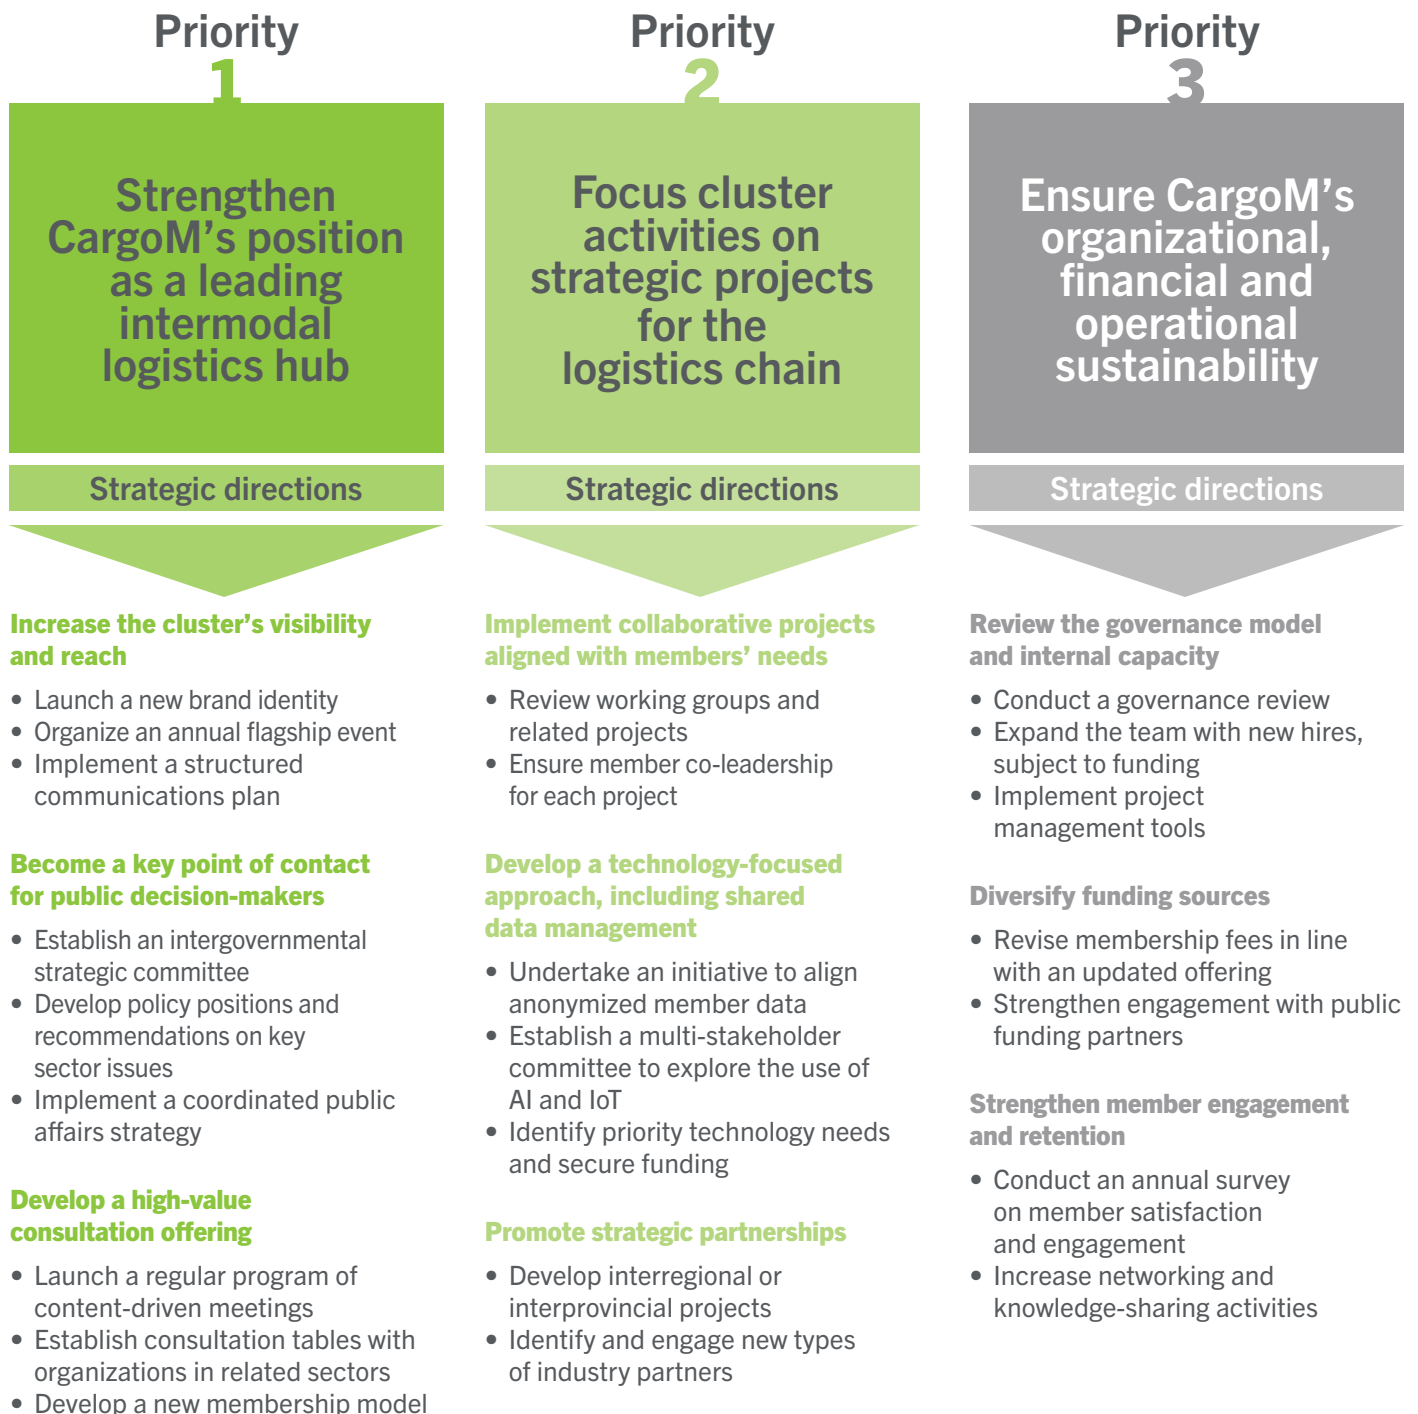 Priority
1
Strengthen
CargoM's position
as a leading
intermodal
logistics hub
Strategic directions
Increase the cluster's visibility
and reach
• Launch a new brand identity
• Organize an annual flagship event
• Implement a structured
communications plan
Become a key point of contact
for public decision-makers
• Establish an intergovernmental
strategic committee
• Develop policy positions and
recommendations on key
sector issues
• Implement a coordinated public
affairs strategy
Develop a high-value
consultation offering
• Launch a regular program of
content-driven meetings
• Establish consultation tables with
organizations in related sectors
• Develop a new membership model
Priority
2
Focus cluster
activities on
strategic projects
for the
logistics chain
Strategic directions
Implement collaborative projects
aligned with members' needs
• Review working groups and
related projects
• Ensure member co-leadership
for each project
Develop a technology-focused
approach, including shared
data management
• Undertake an initiative to align
anonymized member data
• Establish a multi-stakeholder
committee to explore the use of
AI and IoT
• Identify priority technology needs
and secure funding
Promote strategic partnerships
• Develop interregional or
interprovincial projects
• Identify and engage new types
of industry partners
Priority
3
Ensure CargoM's
organizational,
financial and
operational
sustainability
Strategic directions
Review the governance model
and internal capacity
• Conduct a governance review
• Expand the team with new hires,
subject to funding
• Implement project
management tools
Diversify funding sources
• Revise membership fees in line
with an updated offering
• Strengthen engagement with public
funding partners
Strengthen member engagement
and retention
• Conduct an annual survey
on member satisfaction
and engagement
• Increase networking and
knowledge-sharing activities